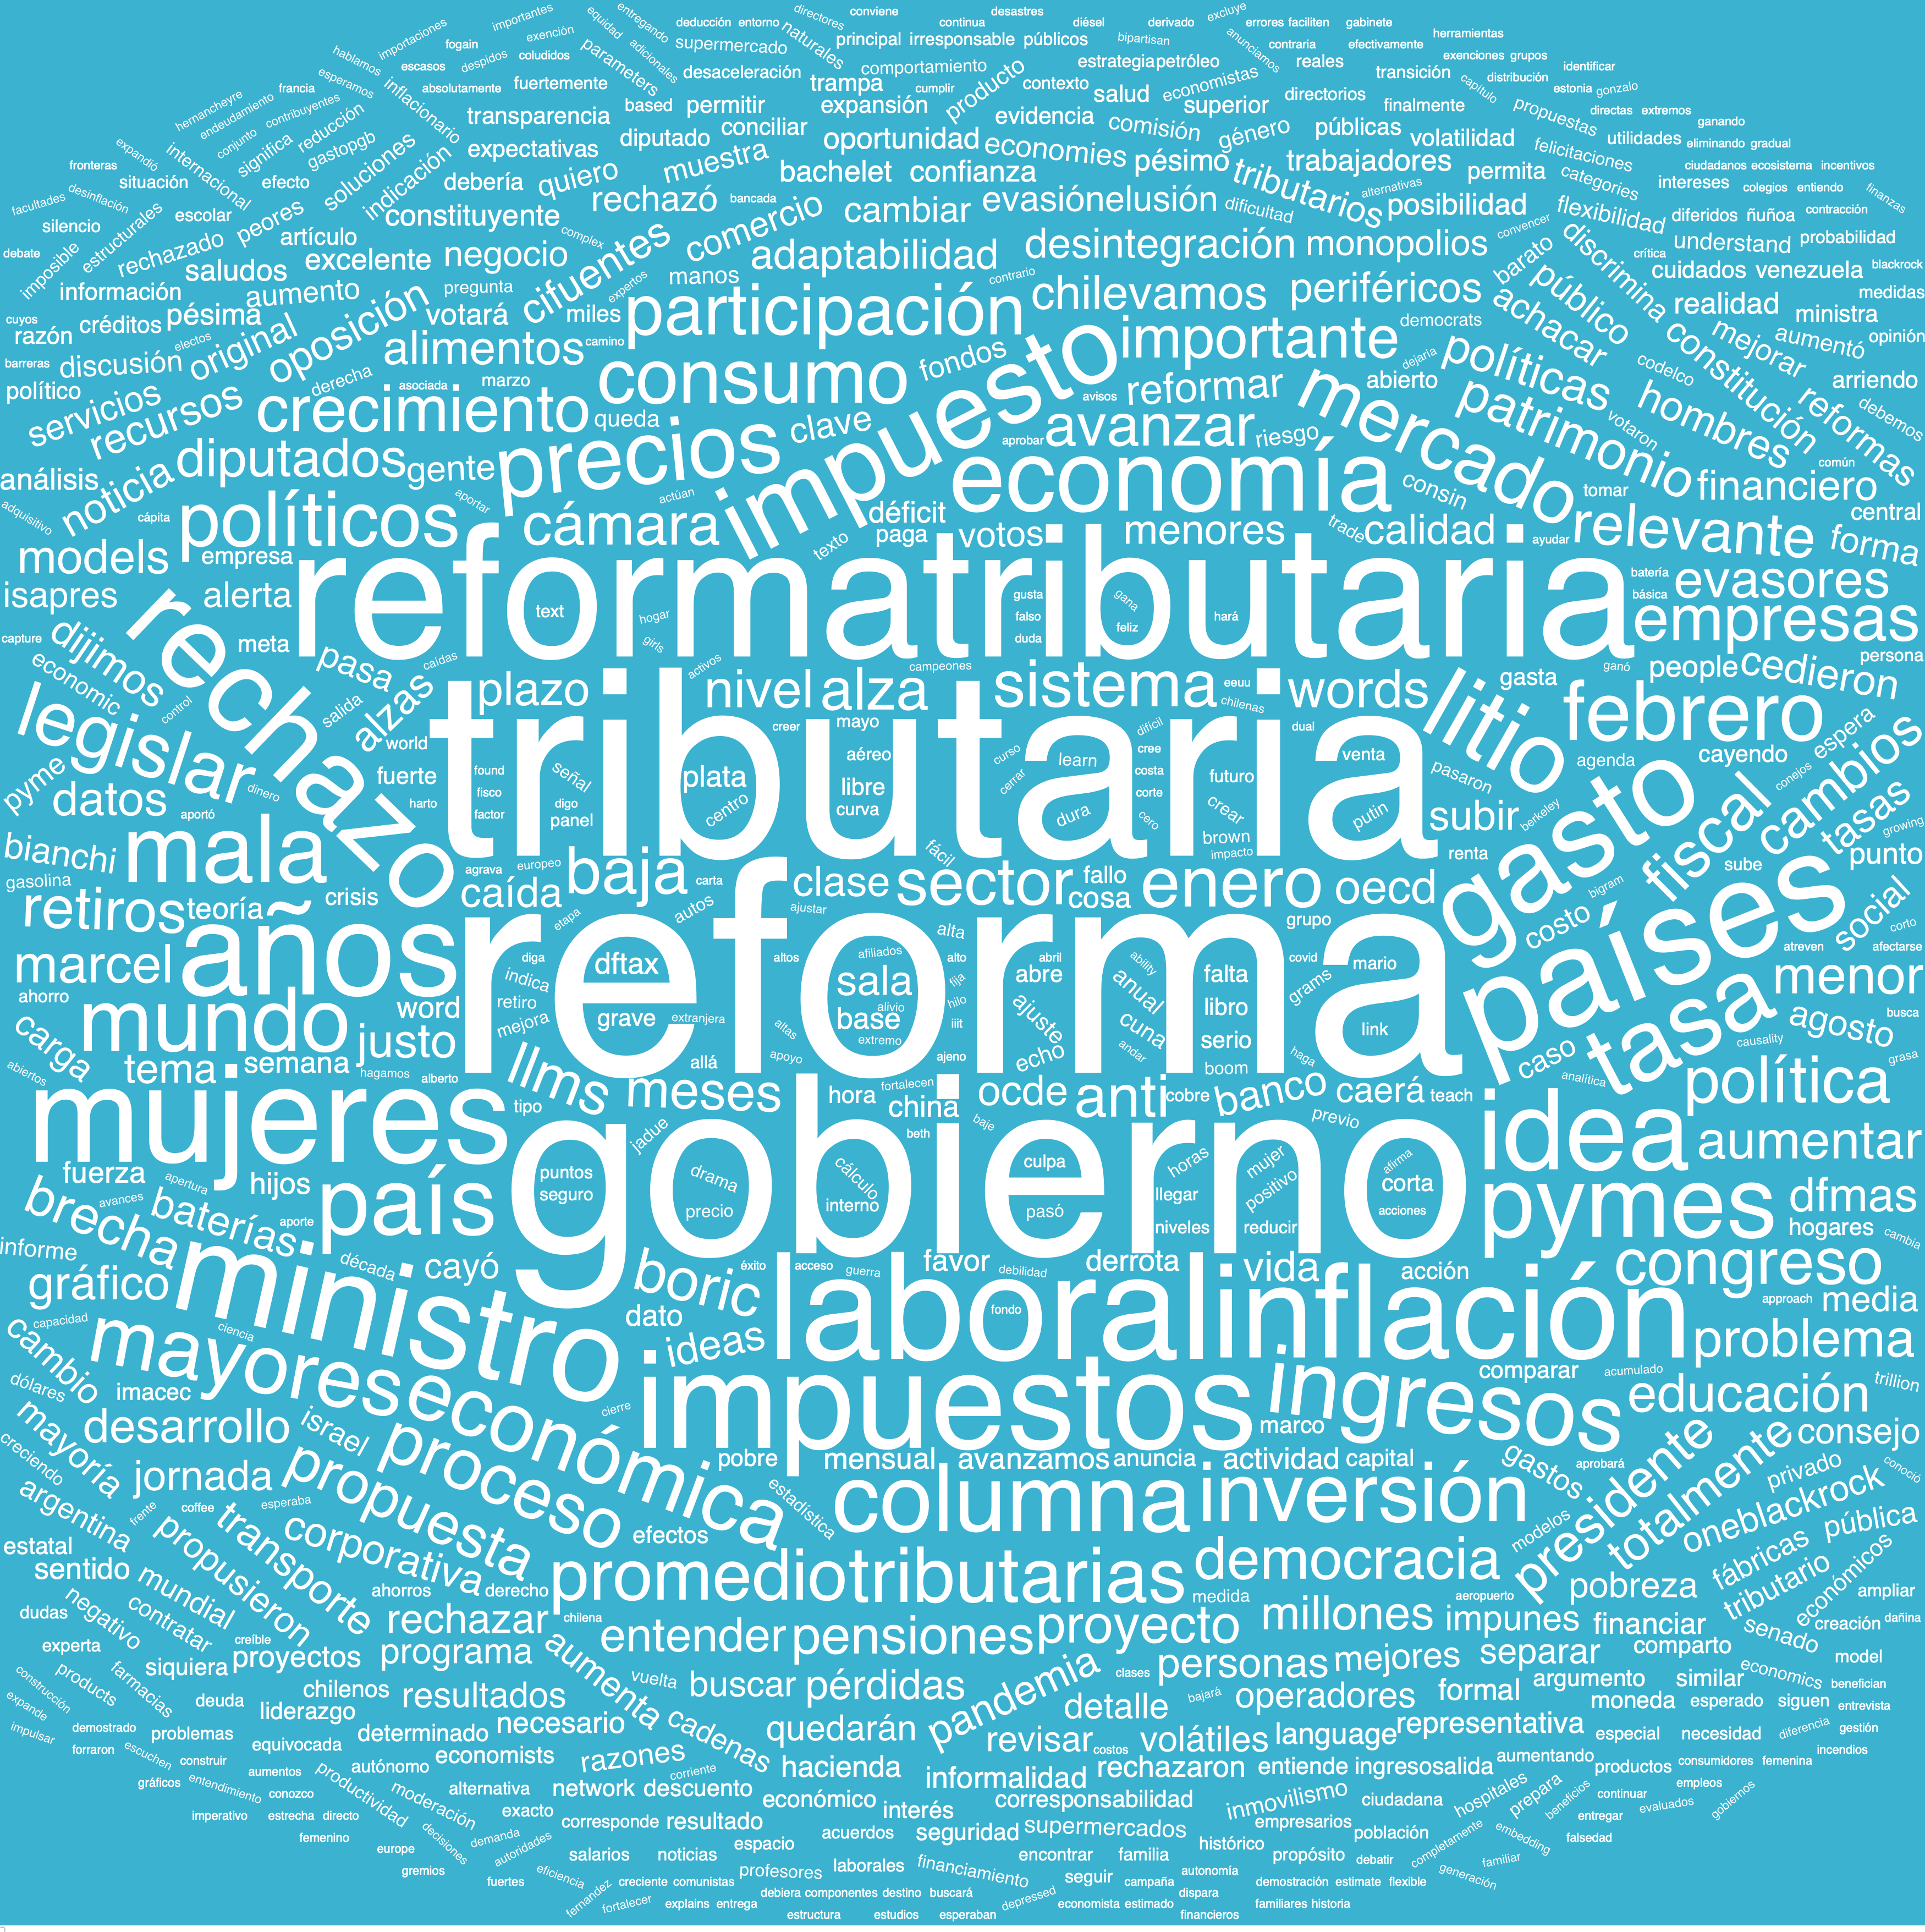 conviene desastres excluye
importantes directores continua diésel derivado errores faciliten gabinete
equidad entregando deducción entorno principal irresponsable públicos bipartisan anunciamos contraria efectivamente herramientas
importaciones exención adicionales supermercado naturales estrategia petróleo reales exenciones grupos
hablamos fogain escasos despidos coludidos parameters desaceleración trampa comportamiento producto contexto economistas transición distribución identificar
francia esperamos inflacionario absolutamente fuertemente based permitir expansión cumplir salud superior directorios finalmente capítulo estonia gonzalo
hernancheyre endeudamiento contribuyentes transparencia diputado conciliar oportunidad evidencia comisión género públicas volatilidad propuestas directas extremos ganando
expandió conjunto significa reducción gastopgb expectativas muestra economies pésimo trabajadores felicitaciones utilidades eliminando gradual
fronteras internacional soluciones indicación debería quiero bachelet confianza tributarios alternativas permita categories ciudadanos ecosistema incentivos
situación efecto rechazó bancada evasiónelusión posibilidad flexibilidad intereses colegios entiendo finanzas
facultades desinflación estructurales escolar constituyente comercio cambiar dificultad diferidos ñuñoa contracción
silencio peores artículo negocio complex desintegración monopolios convencer discrimina understand probabilidad
debate imposible rechazado saludos excelente cifuentes adaptabilidad barato crítica cuidados venezuela blackrock
información aumento oposición pregunta manos expertos contrario chilevamos periféricos público realidad medidas
cuyos razón créditos pésima original votará miles participación democrats achacar constitución mejorar ministra
barreras discusión efectos alimentos camino fondos impuesto importante dejaría políticas codelco aumentó opinión
político servicios recursos derecha asociada marzo consumo avisos reformar abierto patrimonio hombres reformas arriendo
crecimiento queda clave aprobar avanzar riesgo mercado votaron debemos
análisis noticia diputados gente precios economía consin común
adquisitivo cápita aportar actúan déficit tomar financiero central
políticos cámara texto paga votos menores trade calidad ayudar relevante forma
models empresa reformatributaria batería evasores
isapres alerta text hogar gusta gana hará básica empresas
capture dijimos meta girls falso feliz duda persona
rechazo pasa caídas activos campeones ganó people cedieron
economic control salida alzas plazo nivel alza sistema eeuu chilenas words litio gasta febrero
legislar world tributaria creer mayo difícil dual espera
pyme dinero fuerte found señal plata aéreo curso learn cree venta pasaron agenda cayendo cambios
datos aportó harto fisco digo libre cerrar costa futuro subir gasto conejos
factor panel centro curva dura cero corte crear putin berkeley fiscal tasas growing
bianchi mala fácil brown impacto renta sube punto
gasolina agrava europeo carta baja clase sector fallo enero oecd bigram
retiros teoría crisis caída autos ajustar cosa grupo países costo social corto
años etapa reforma alta
marcel diga dftax altos afiliados alto abril ability covid mario atreven afectarse
ahorro indica sala fija abre anual falta grams menor
mundo word retiro grave extranjera alivio base hilo ajuste libro link tasa agosto busca
carga justo mejora altas extremo iiit cuna serio causality
tema semana llms allá apoyo ajeno echo andar boom haga caso grasa
abiertos hagamos alberto meses fortalecen analítica política
mujeres tipo hora china ocde anti cobre banco caerá teach idea
jadue beth baje previo aumentar
fuerza apertura hijos gobierno puntos drama cálculo culpa horas mujer afirma
brecha avances baterías aporte país seguro precio interno pasó llegar positivo corta acciones pymes dfmas
informe niveles reducir hogares cambia
gráfico década cayó boric éxito acceso guerra favor debilidad derrota vida acción congreso
ministro dato fondo laboral inflación approach media
capacidad ciencia ideas problema
cambio mayores comparar acumulado
dólares imacec económica cierre impuestos ingresos educación trillion
mayoría desarrollo israel marco presidente consejo
creciendo jornada proceso pobre mensual avanzamos anuncia actividad capital gastos aprobará totalmente privado conoció
argentina frente coffee esperaba propuesta estadística columna inversión oneblackrock
estatal transporte corporativa efectos modelos fábricas pública
sentido mundial propusieron ahorros derecho promedio tributarias democracia medida aeropuerto pobreza tributario económicos ampliar
dudas negativo contratar rechazar chilena millones impunes financiar creación dañina
experta creíble entender pensiones proyecto senado
siquiera proyectos programa aumenta vuelta pandemia clases personas mejores separar comparto model
construcción products farmacias chilenos buscar pérdidas bajará argumento similar economics benefician
expande deuda liderazgo resultados cadenas detalle operadores formal moneda esperado siguen entrevista
impulsar demostrado problemas determinado necesario quedarán volátiles language representativa especial necesidad diferencia gestión
forraron escuchen equivocada economists razones revisar costos aumentando incendios
gráficos construir aumentos autónomo corriente hacienda informalidad rechazaron entiende ingresosalida productos consumidores femenina
entendimiento conozco productividad moderación alternativa network descuento económico corresponsabilidad inmovilismo ciudadana hospitales prepara beneficios continuar empleos
imperativo estrecha directo exacto corresponde resultado interés empresarios entregar evaluados gobiernos
femenino decisiones demanda espacio acuerdos seguridad supermercados histórico población completamente embedding falsedad
europe autoridades salarios noticias encontrar familia propósito debatir familiar
gremios eficiencia profesores laborales financiamiento seguir autonomía generación
fuertes fernandez creciente comunistas campaña demostración estimate flexible
fortalecer explains entrega debiera componentes destino buscará depressed economista estimado dispara familiares historia
estructura estudios esperaban financieros